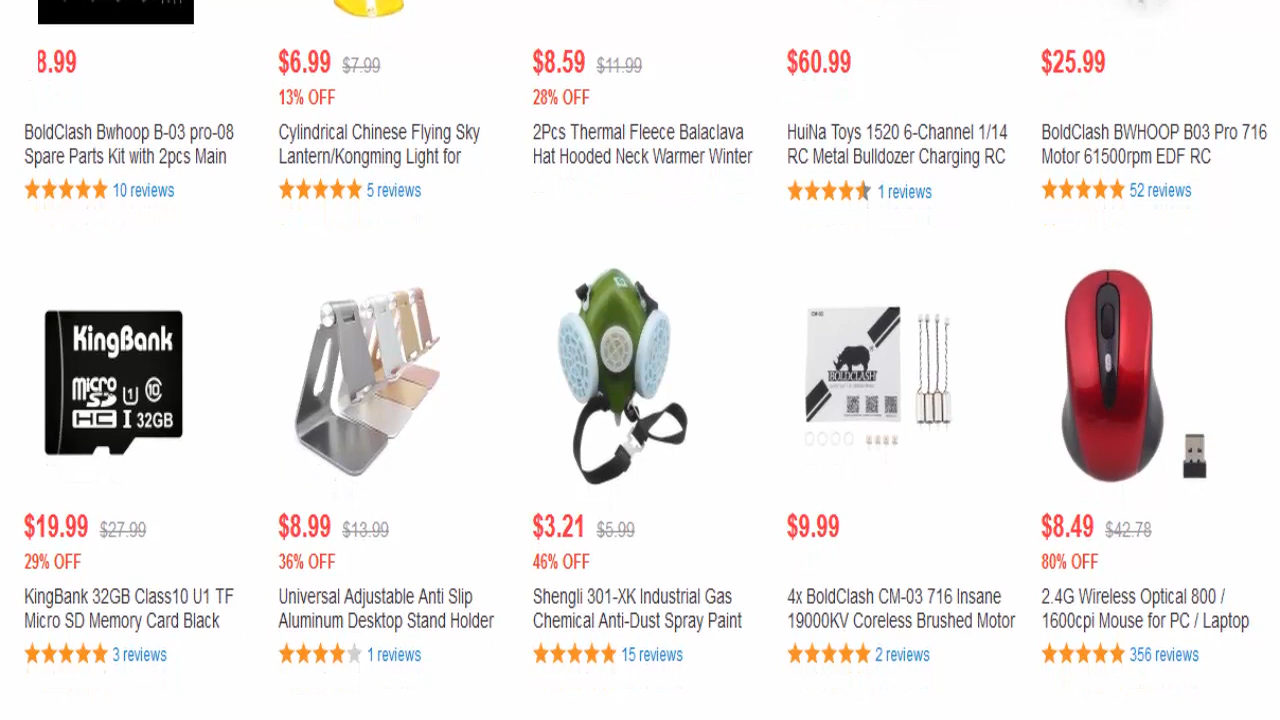 8.99
$6.99 $7.99
13% OFF
$8.59 $11.99
28% OFF
$60.99
$25.99
BoldClash Bwhoop B-03 pro-08
Spare Parts Kit with 2pcs Main
10 reviews
Cylindrical Chinese Flying Sky
Lantern/Kongming Light for
5 reviews
2Pcs Thermal Fleece Balaclava
Hat Hooded Neck Warmer Winter
HuiNa Toys 1520 6-Channel 1/14
RC Metal Bulldozer Charging RC
1 reviews
BoldClash BWHOOP B03 Pro 716
Motor 61500rpm EDF RC
52 reviews
KingBank
micro SD U1 10
HC I 32GB
CM-03
BOLDCLASH
$19.99 $27.99
29% OFF
KingBank 32GB Class10 U1 TF
Micro SD Memory Card Black
3 reviews
$8.99 $13.99
36% OFF
Universal Adjustable Anti Slip
Aluminum Desktop Stand Holder
1 reviews
$3.21 $5.99
46% OFF
Shengli 301-XK Industrial Gas
Chemical Anti-Dust Spray Paint
15 reviews
$9.99
4x BoldClash CM-03 716 Insane
19000KV Coreless Brushed Motor
2 reviews
$8.49 $42.78
80% OFF
2.4G Wireless Optical 800 /
1600cpi Mouse for PC / Laptop
356 reviews